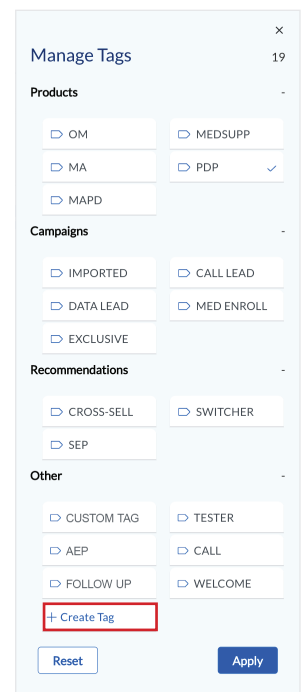 ×
Manage Tags 19
Products -
OM MEDSUPP
MA PDP
MAPD
Campaigns -
IMPORTED CALL LEAD
DATA LEAD MED ENROLL
EXCLUSIVE
Recommendations -
CROSS-SELL SWITCHER
SEP
Other -
CUSTOM TAG TESTER
AEP CALL
FOLLOW UP WELCOME
+ Create Tag
Reset Apply